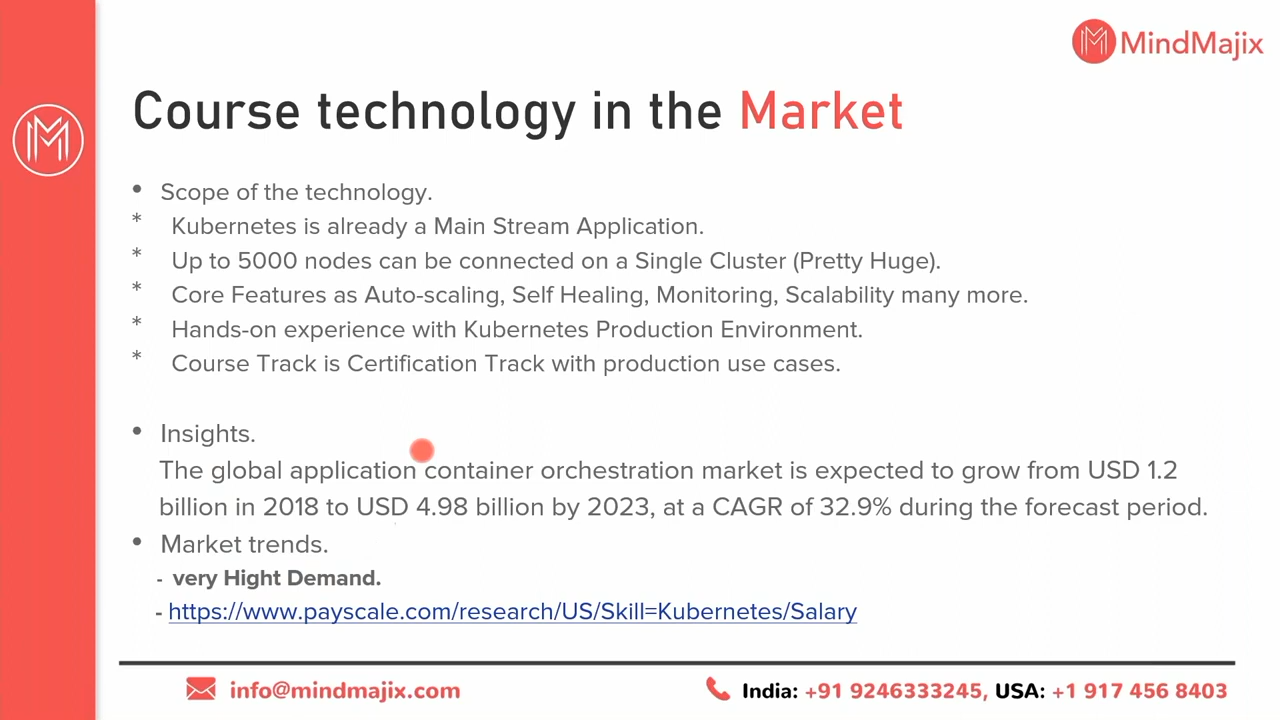 MindMajix
Course technology in the Market
• Scope of the technology.
* Kubernetes is already a Main Stream Application.
* Up to 5000 nodes can be connected on a Single Cluster (Pretty Huge).
* Core Features as Auto-scaling, Self Healing, Monitoring, Scalability many more.
* Hands-on experience with Kubernetes Production Environment.
* Course Track is Certification Track with production use cases.
• Insights.
The global application container orchestration market is expected to grow from USD 1.2
billion in 2018 to USD 4.98 billion by 2023, at a CAGR of 32.9% during the forecast period.
• Market trends.
- very Hight Demand.
- https://www.payscale.com/research/US/Skill=Kubernetes/Salary
info@mindmajix.com
India: +91 9246333245, USA: +1 917 456 8403